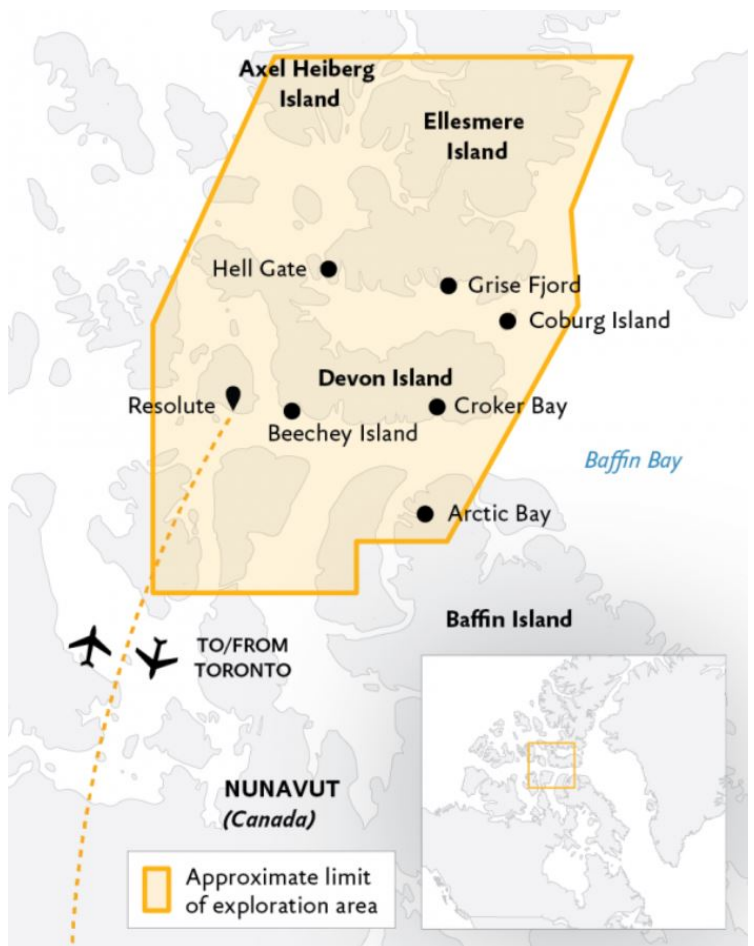 Axel Heiberg
Island
Ellesmere
Island
Hell Gate
Grise Fjord
Coburg Island
Devon Island
Resolute
Croker Bay
Beechey Island
Baffin Bay
Arctic Bay
Baffin Island
TO/FROM
TORONTO
NUNAVUT
(Canada)
Approximate limit
of exploration area